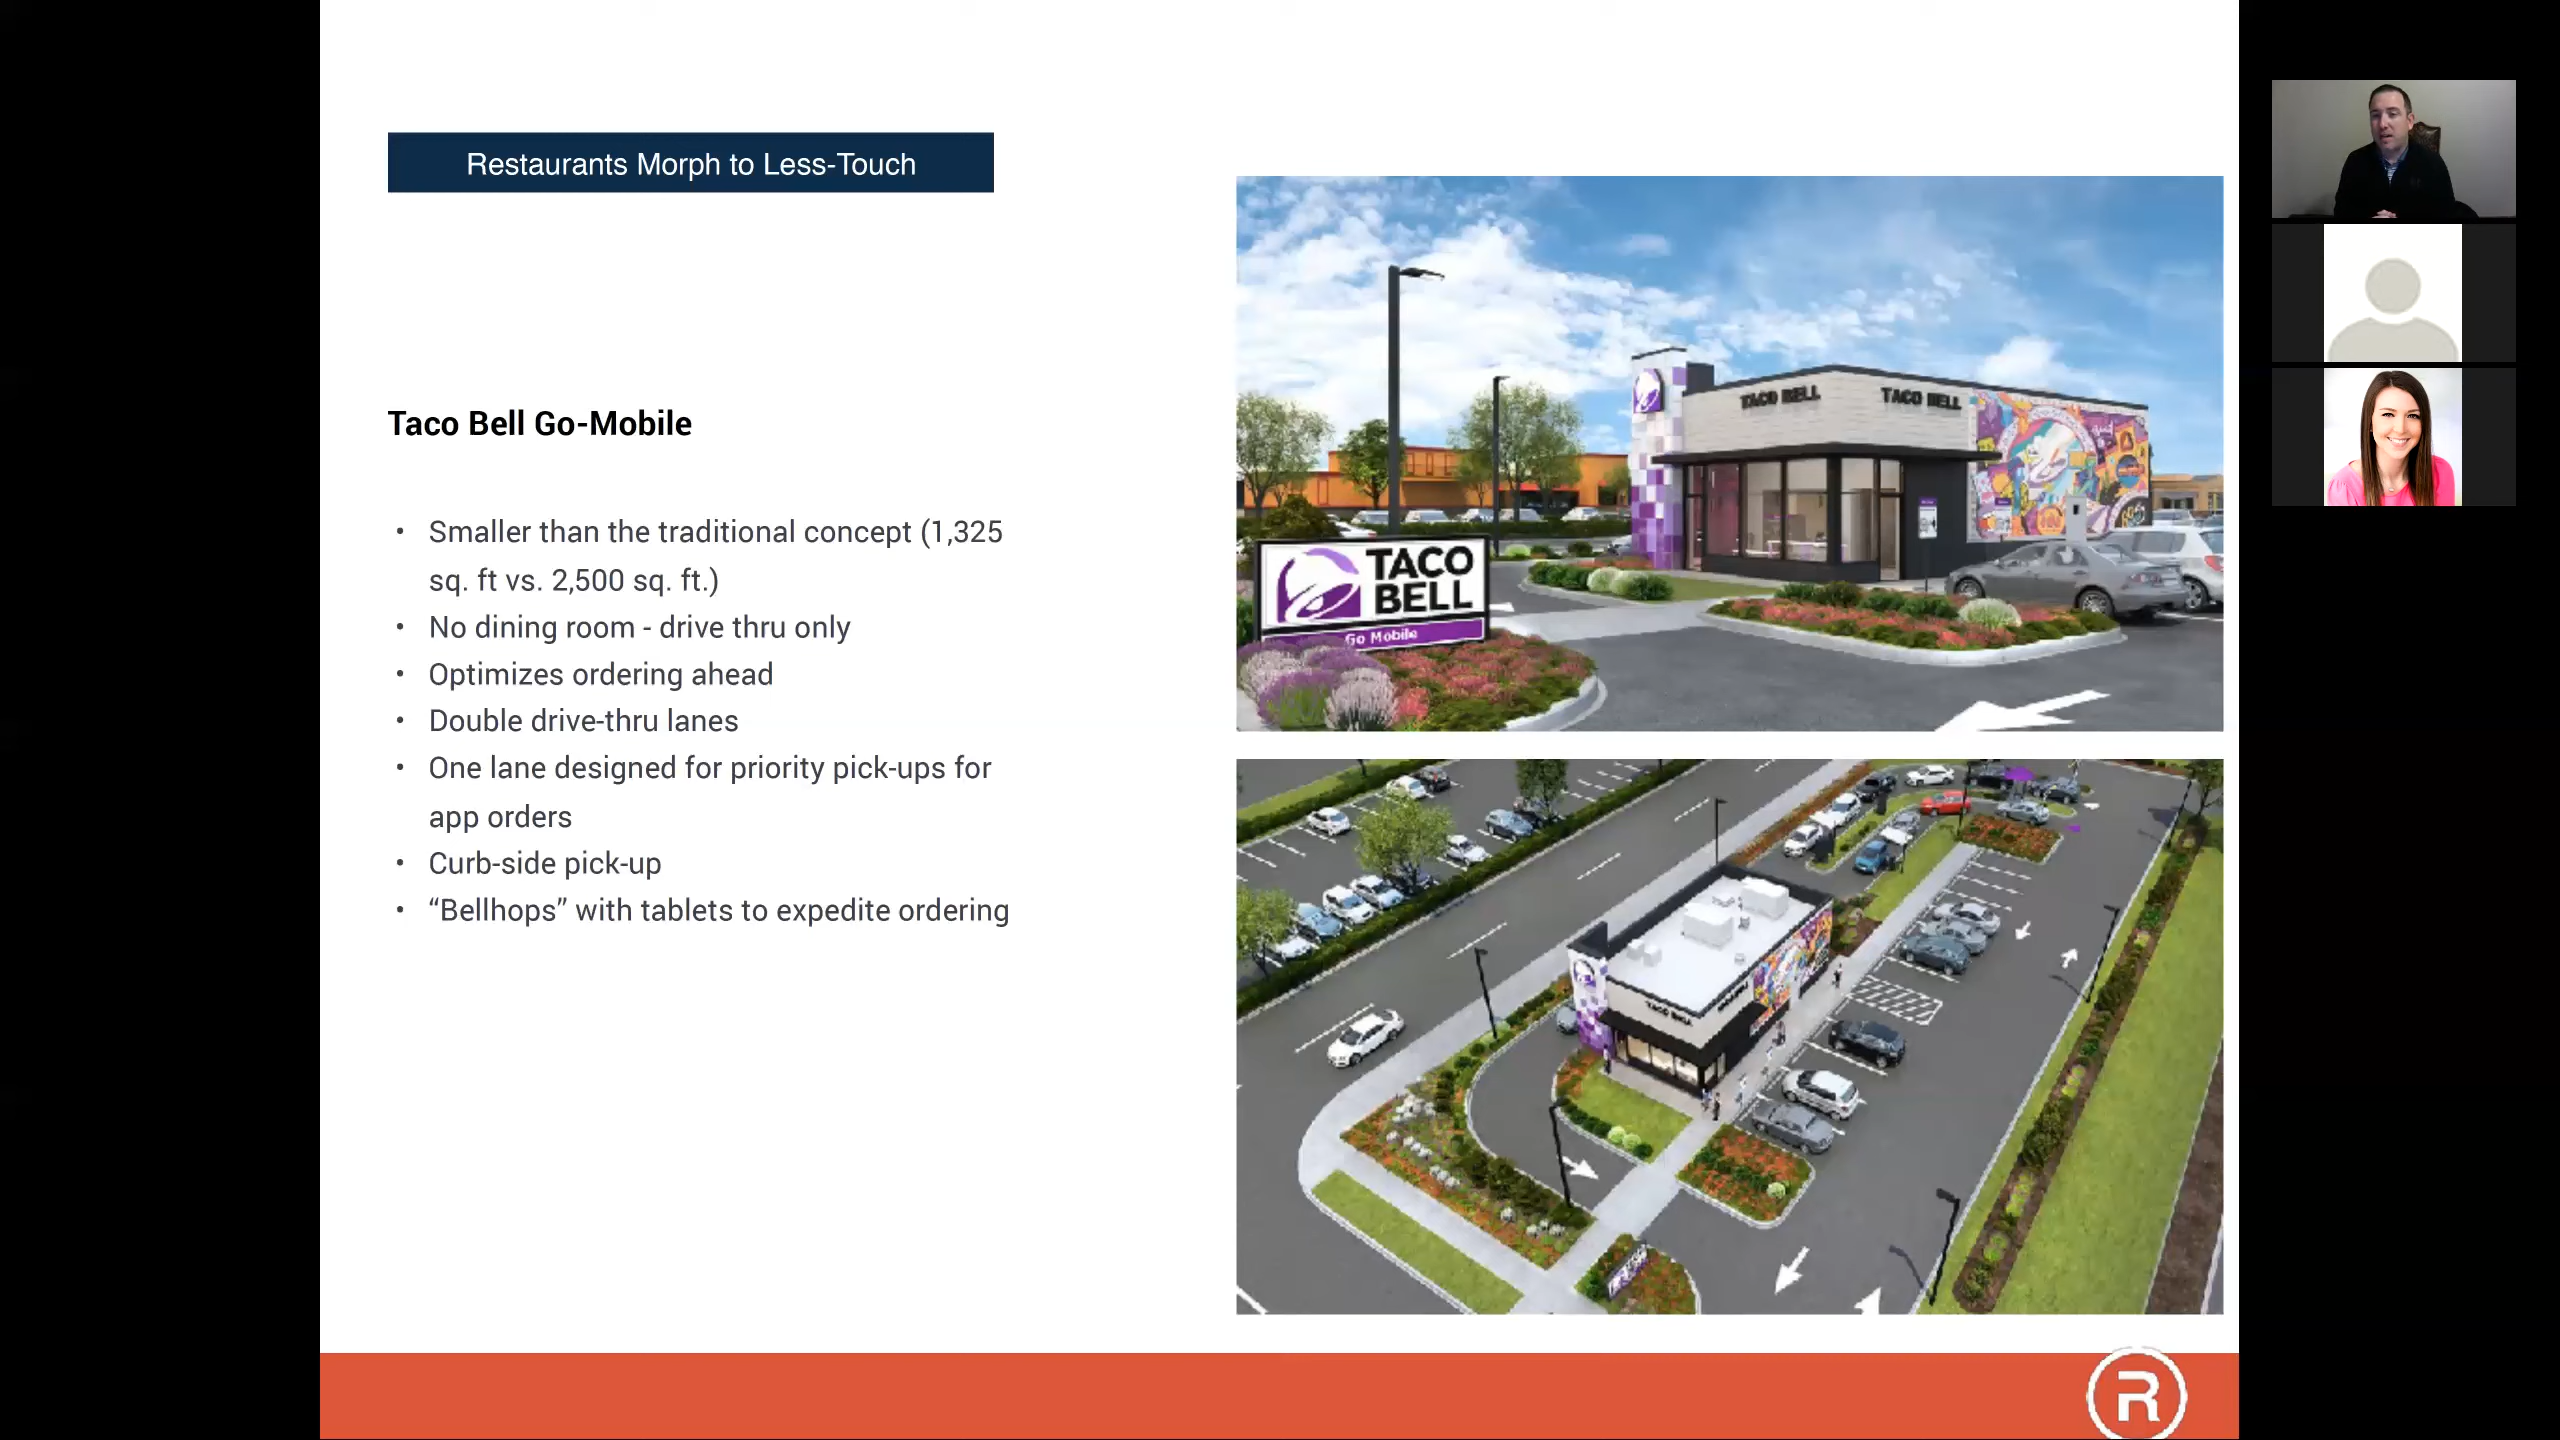 Restaurants Morph to Less-Touch
Taco Bell Go-Mobile
• Smaller than the traditional concept (1,325
sq. ft vs. 2,500 sq. ft.)
• No dining room - drive thru only
• Optimizes ordering ahead
• Double drive-thru lanes
• One lane designed for priority pick-ups for
app orders
• Curb-side pick-up
• “Bellhops” with tablets to expedite ordering
TACO BELL
TACO BELL
TACO
BELL
Go Mobile
TACO BELL
R